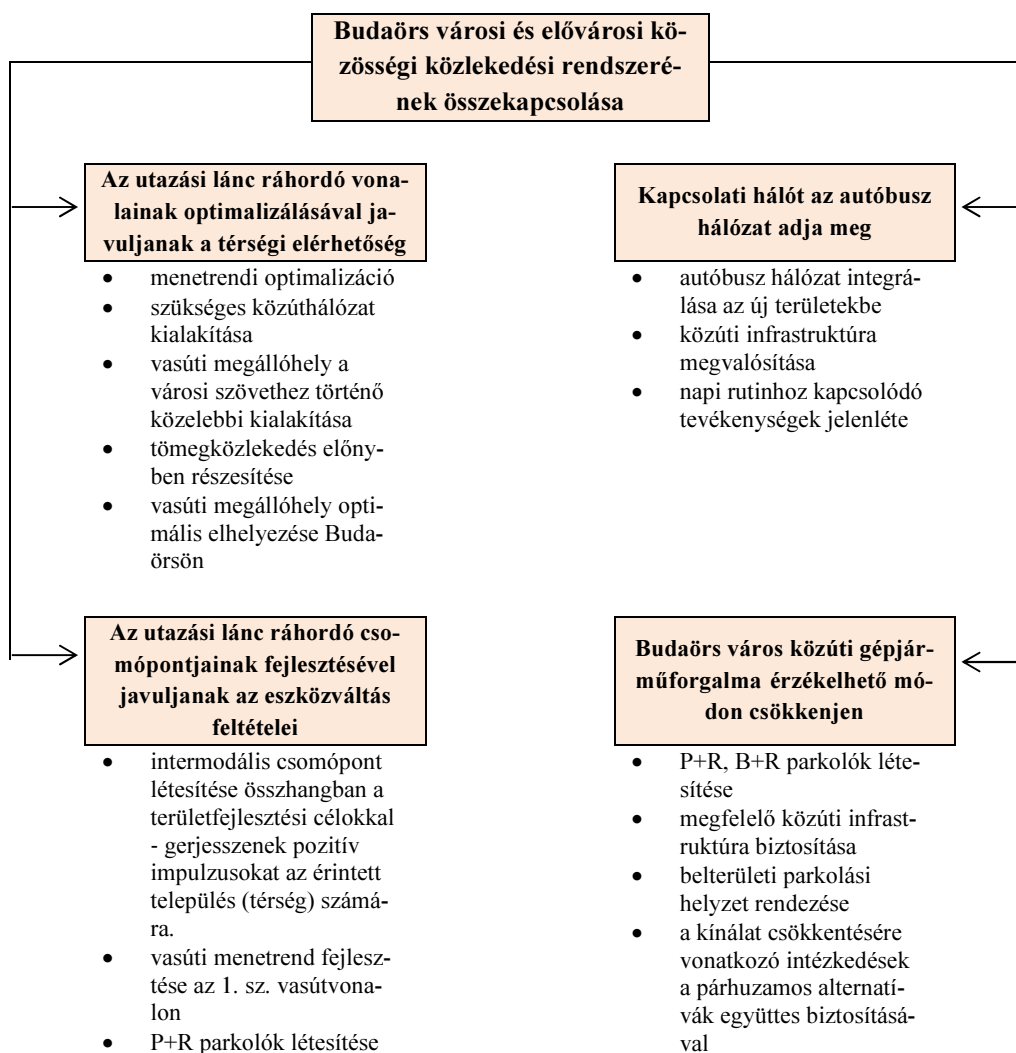 Budaörs városi és elővárosi kö-
zösségi közlekedési rendszeré-
nek összekapcsolása
Az utazási lánc ráhordó vona-
lainak optimalizálásával ja-
vuljanak a térségi elérhetőség
• menetrendi optimalizáció
• szükséges közúthálózat
kialakítása
• vasúti megállóhely a
városi szövethez történő
közelebbi kialakítása
• tömegközlekedés előny-
ben részesítése
• vasúti megállóhely opti-
mális elhelyezése Buda-
örsön
Kapcsolati hálót az autóbusz
hálózat adja meg
• autóbusz hálózat integrá-
lása az új területekbe
• közúti infrastruktúra
megvalósítása
• napi rutinhoz kapcsolódó
tevékenységek jelenléte
Az utazási lánc ráhordó cso-
mópontjainak fejlesztésével
javuljanak az eszközváltás
feltételei
• intermodális csomópont
létesítése összhangban a
területfejlesztési célokkal
- gerjesszenek pozitív
impulzusokat az érintett
település (térség) számá-
ra.
• vasúti menetrend fejlesz-
tése az 1. sz. vasútvona-
lon
• P+R parkolók létesítése
Budaörs város közúti gépjár-
műforgalma érzékelhető mó-
don csökkenjen
• P+R, B+R parkolók léte-
sítése
• megfelelő közúti infrast-
ruktúra biztosítása
• belterületi parkolási
helyzet rendezése
• a kínálat csökkentésére
vonatkozó intézkedések
a párhuzamos alternatí-
vák együttes biztosításá-
val